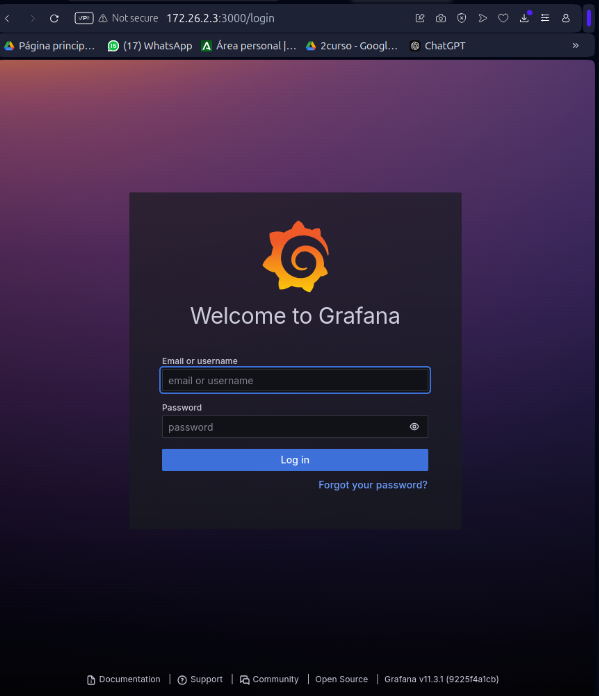 VPN Not secure 172.26.2.3:3000/login
Página princip... (17) WhatsApp Área personal |... 2curso - Googl... ChatGPT »
Welcome to Grafana
Email or username
email or username
Password
password
Log in
Forgot your password?
Documentation | Support | Community | Open Source | Grafana v11.3.1 (9225f4a1cb)